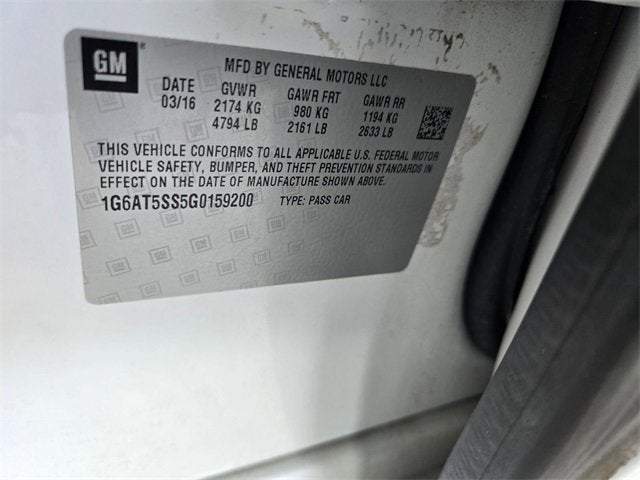 GM
MFD BY GENERAL MOTORS LLC
DATE GVWR GAWR FRT GAWR RR
03/16 2174 KG 980 KG 1194 KG
4794 LB 2161 LB 2633 LB
THIS VEHICLE CONFORMS TO ALL APPLICABLE U.S. FEDERAL MOTOR
VEHICLE SAFETY, BUMPER, AND THEFT PREVENTION STANDARDS IN
EFFECT ON THE DATE OF MANUFACTURE SHOWN ABOVE.
1G6AT5SS5G0159200 TYPE: PASS CAR